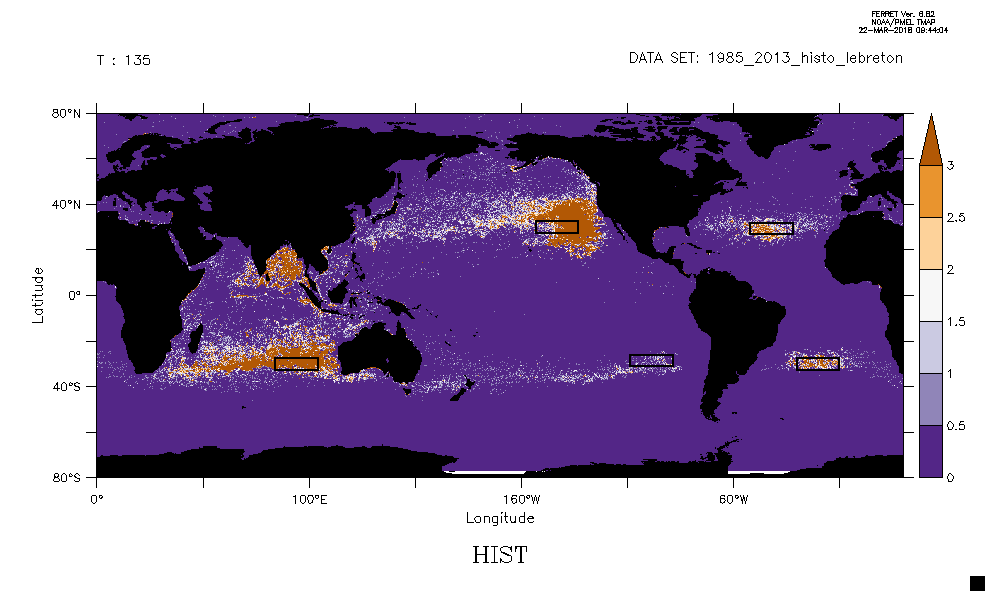 FERRET Ver. 6.82
NOAA/PMEL TMAP
22-MAR-2018 09:44:04
T : 135
DATA SET: 1985_2013_histo_lebreton
80°N
40°N
0°
40°S
80°S
Latitude
0°
100°E
160°W
60°W
Longitude
3
2.5
2
1.5
1
0.5
0
HIST